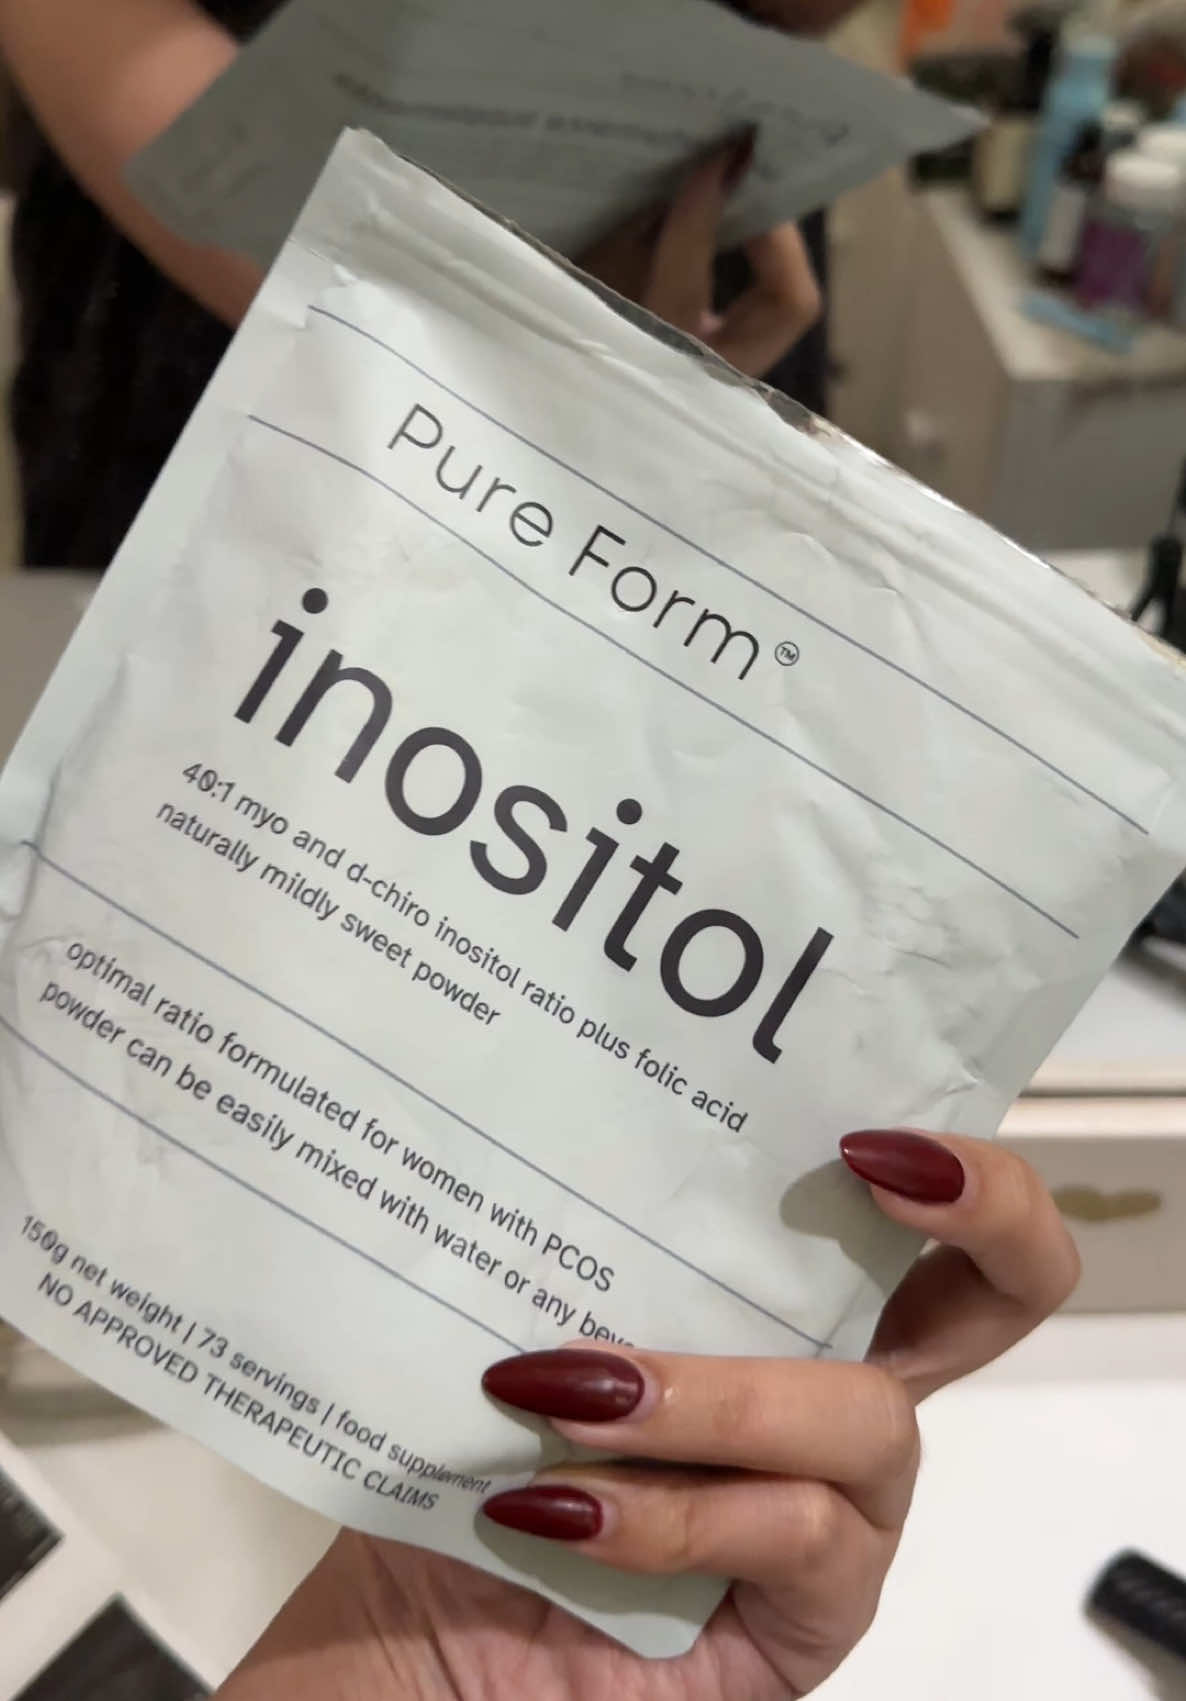 Pure Form™
inositol
40:1 myo and d-chiro inositol ratio plus folic acid
naturally mildly sweet powder
optimal ratio formulated for women with PCOS
powder can be easily mixed with water or any
150g net weight | 73 servings | food supplement
NO APPROVED THERAPEUTIC CLAIMS